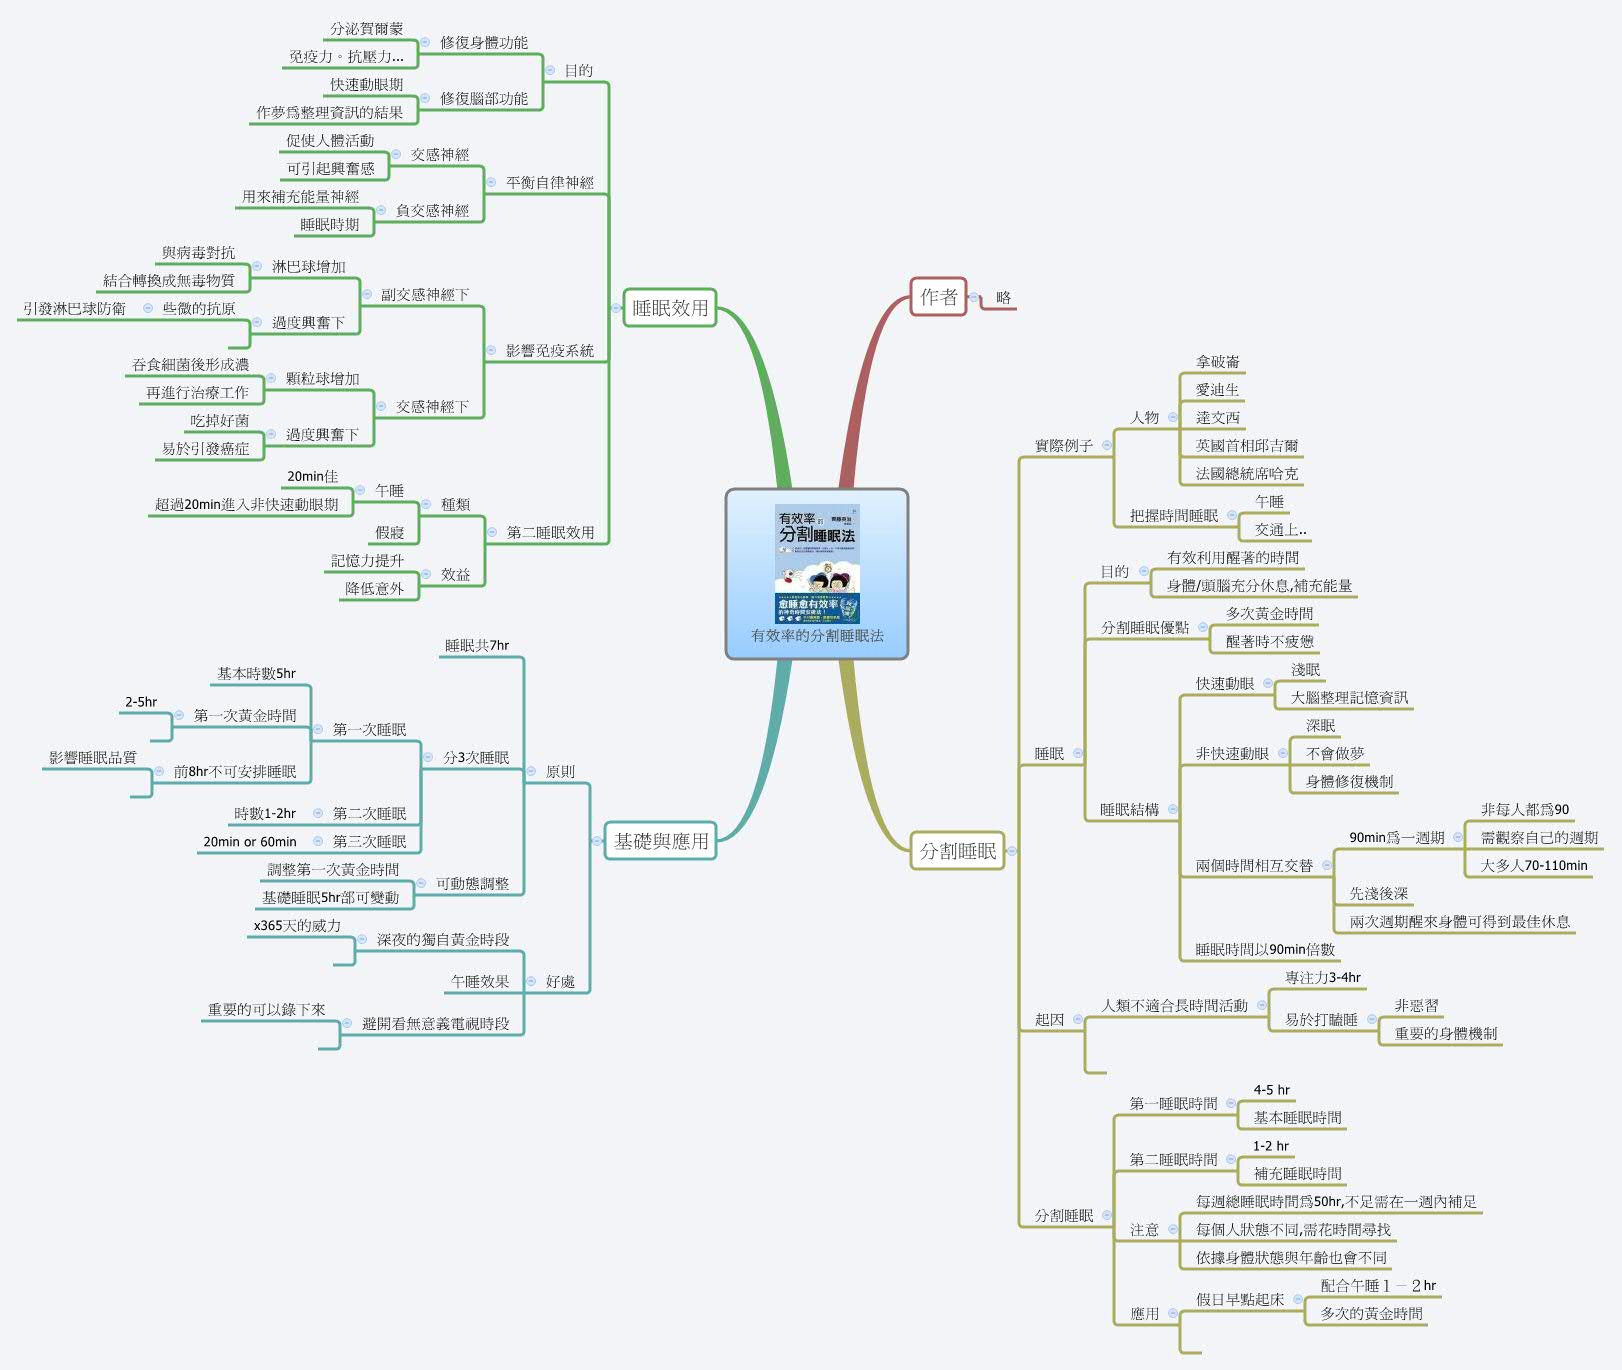 有效率的
分割睡眠法
愈睡愈有效率
有效率的分割睡眠法
作者
略
睡眠效用
目的
修復身體功能
分泌賀爾蒙
免疫力。抗壓力...
修復腦部功能
快速動眼期
作夢為整理資訊的結果
平衡自律神經
交感神經
促使人體活動
可引起興奮感
負交感神經
用來補充能量神經
睡眠時期
影響免疫系統
副交感神經下
淋巴球增加
與病毒對抗
結合轉換成無毒物質
過度興奮下
些微的抗原
引發淋巴球防衛
交感神經下
顆粒球增加
吞食細菌後形成濃
再進行治療工作
過度興奮下
吃掉好菌
易於引發癌症
第二睡眠效用
種類
午睡
20min佳
超過20min進入非快速動眼期
假寢
效益
記憶力提升
降低意外
基礎與應用
原則
睡眠共7hr
分3次睡眠
第一次睡眠
基本時數5hr
第一次黃金時間
2-5hr
前8hr不可安排睡眠
影響睡眠品質
第二次睡眠
時數1-2hr
第三次睡眠
20min or 60min
可動態調整
調整第一次黃金時間
基礎睡眠5hr部可變動
好處
深夜的獨自黃金時段
x365天的威力
午睡效果
避開看無意義電視時段
重要的可以錄下來
分割睡眠
實際例子
人物
拿破崙
愛迪生
達文西
英國首相邱吉爾
法國總統席哈克
把握時間睡眠
午睡
交通上..
睡眠
目的
有效利用醒著的時間
身體/頭腦充分休息,補充能量
分割睡眠優點
多次黃金時間
醒著時不疲憊
睡眠結構
快速動眼
淺眠
大腦整理記憶資訊
非快速動眼
深眠
不會做夢
身體修復機制
兩個時間相互交替
90min為一週期
非每人都為90
需觀察自己的週期
大多人70-110min
先淺後深
兩次週期醒來身體可得到最佳休息
睡眠時間以90min倍數
起因
人類不適合長時間活動
專注力3-4hr
易於打瞌睡
非惡習
重要的身體機制
分割睡眠
第一睡眠時間
4-5 hr
基本睡眠時間
第二睡眠時間
1-2 hr
補充睡眠時間
注意
每週總睡眠時間為50hr,不足需在一週內補足
每個人狀態不同,需花時間尋找
依據身體狀態與年齡也會不同
應用
假日早點起床
配合午睡１－２hr
多次的黃金時間